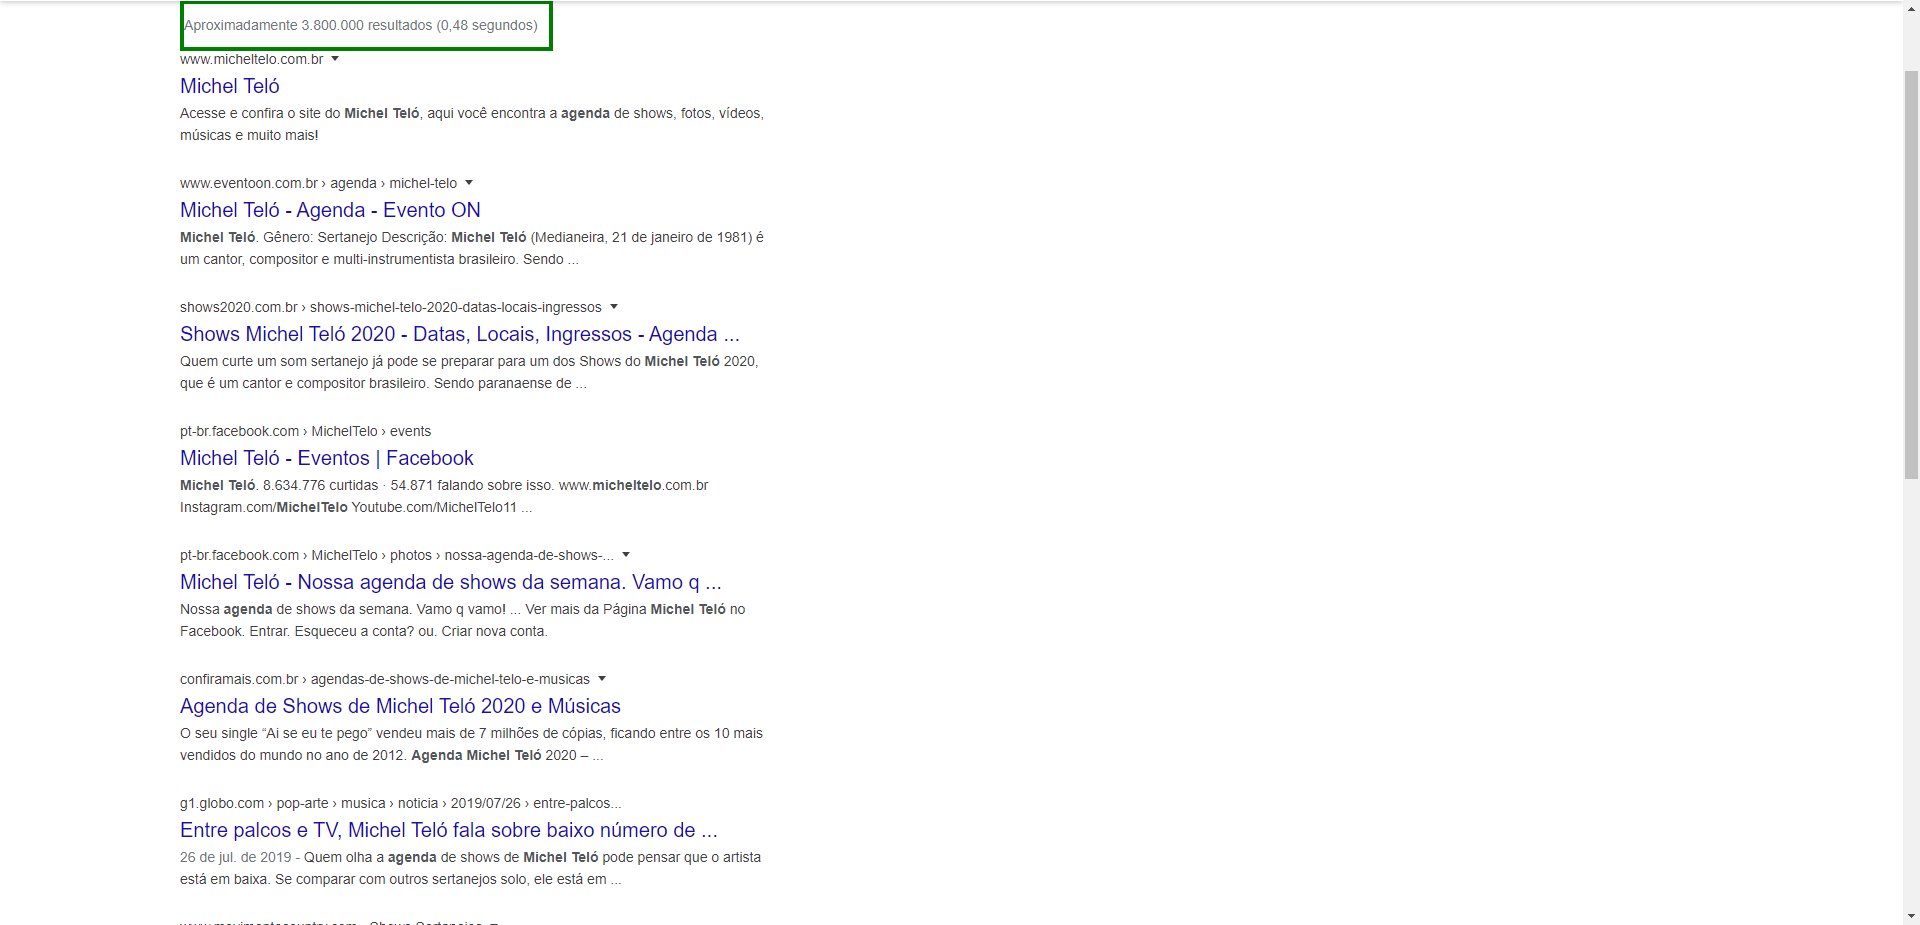 Aproximadamente 3.800.000 resultados (0,48 segundos)
www.micheltelo.com.br
Michel Teló
Acesse e confira o site do Michel Teló, aqui você encontra a agenda de shows, fotos, vídeos,
músicas e muito mais!
www.eventoon.com.br › agenda › michel-telo
Michel Teló - Agenda - Evento ON
Michel Teló. Gênero: Sertanejo Descrição: Michel Teló (Medianeira, 21 de janeiro de 1981) é
um cantor, compositor e multi-instrumentista brasileiro. Sendo ...
shows2020.com.br › shows-michel-telo-2020-datas-locais-ingressos
Shows Michel Teló 2020 - Datas, Locais, Ingressos - Agenda ...
Quem curte um som sertanejo já pode se preparar para um dos Shows do Michel Teló 2020,
que é um cantor e compositor brasileiro. Sendo paranaense de ...
pt-br.facebook.com › MichelTelo › events
Michel Teló - Eventos | Facebook
Michel Teló. 8.634.776 curtidas · 54.871 falando sobre isso. www.micheltelo.com.br
Instagram.com/MichelTelo Youtube.com/MichelTelo11 ...
pt-br.facebook.com › MichelTelo › photos › nossa-agenda-de-shows-...
Michel Teló - Nossa agenda de shows da semana. Vamo q ...
Nossa agenda de shows da semana. Vamo q vamo! ... Ver mais da Página Michel Teló no
Facebook. Entrar. Esqueceu a conta? ou. Criar nova conta.
confiramais.com.br › agendas-de-shows-de-michel-telo-e-musicas
Agenda de Shows de Michel Teló 2020 e Músicas
O seu single “Ai se eu te pego” vendeu mais de 7 milhões de cópias, ficando entre os 10 mais
vendidos do mundo no ano de 2012. Agenda Michel Teló 2020 – ...
g1.globo.com › pop-arte › musica › noticia › 2019/07/26 › entre-palcos...
Entre palcos e TV, Michel Teló fala sobre baixo número de ...
26 de jul. de 2019 - Quem olha a agenda de shows de Michel Teló pode pensar que o artista
está em baixa. Se comparar com outros sertanejos solo, ele está em ...